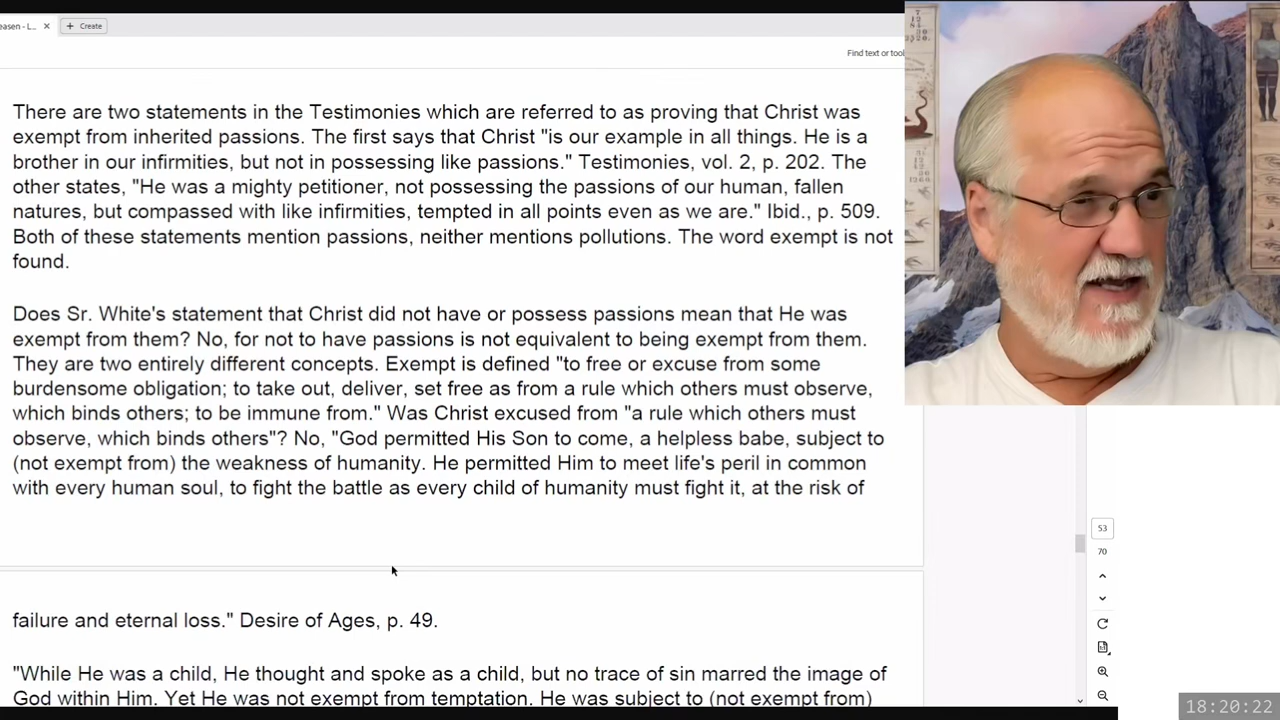 easen - L...
Create
Find text or tool
There are two statements in the Testimonies which are referred to as proving that Christ was
exempt from inherited passions. The first says that Christ "is our example in all things. He is a
brother in our infirmities, but not in possessing like passions." Testimonies, vol. 2, p. 202. The
other states, "He was a mighty petitioner, not possessing the passions of our human, fallen
natures, but compassed with like infirmities, tempted in all points even as we are." Ibid., p. 509.
Both of these statements mention passions, neither mentions pollutions. The word exempt is not
found.
Does Sr. White's statement that Christ did not have or possess passions mean that He was
exempt from them? No, for not to have passions is not equivalent to being exempt from them.
They are two entirely different concepts. Exempt is defined "to free or excuse from some
burdensome obligation; to take out, deliver, set free as from a rule which others must observe,
which binds others; to be immune from." Was Christ excused from "a rule which others must
observe, which binds others"? No, "God permitted His Son to come, a helpless babe, subject to
(not exempt from) the weakness of humanity. He permitted Him to meet life's peril in common
with every human soul, to fight the battle as every child of humanity must fight it, at the risk of
failure and eternal loss." Desire of Ages, p. 49.
"While He was a child, He thought and spoke as a child, but no trace of sin marred the image of
God within Him. Yet He was not exempt from temptation. He was subject to (not exempt from)
53
70
18:20:22